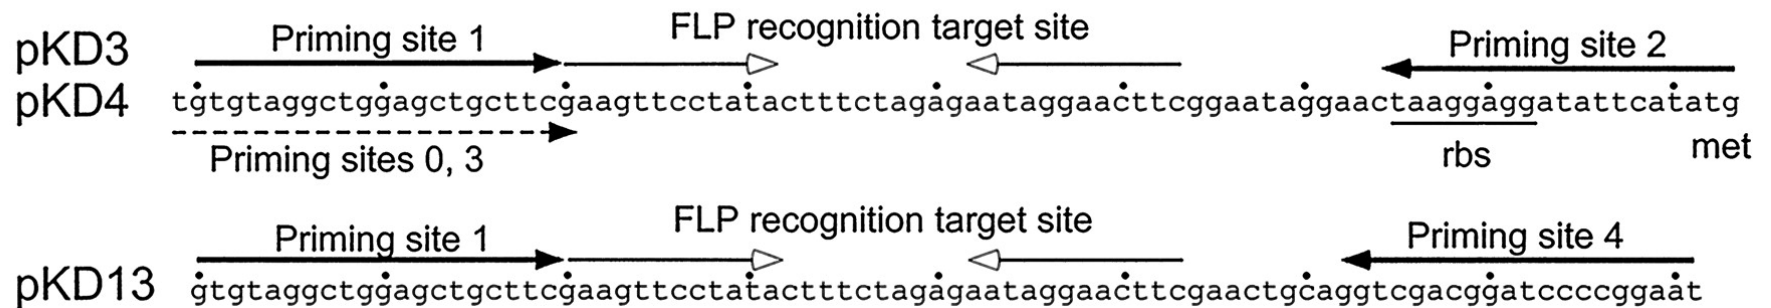 FLP recognition target site
pKD3 Priming site 1 Priming site 2
pKD4 tgtgtaggctggagctgcttcgaagttcctatactttctagagaataggaacttcggaataggaactaaggaggatattcatatg
Priming sites 0, 3 rbs met
FLP recognition target site
Priming site 1 Priming site 4
pKD13 gtgtaggctggagctgcttcgaagttcctatactttctagagaataggaacttcgaactgcaggtcgacggatccccggaat